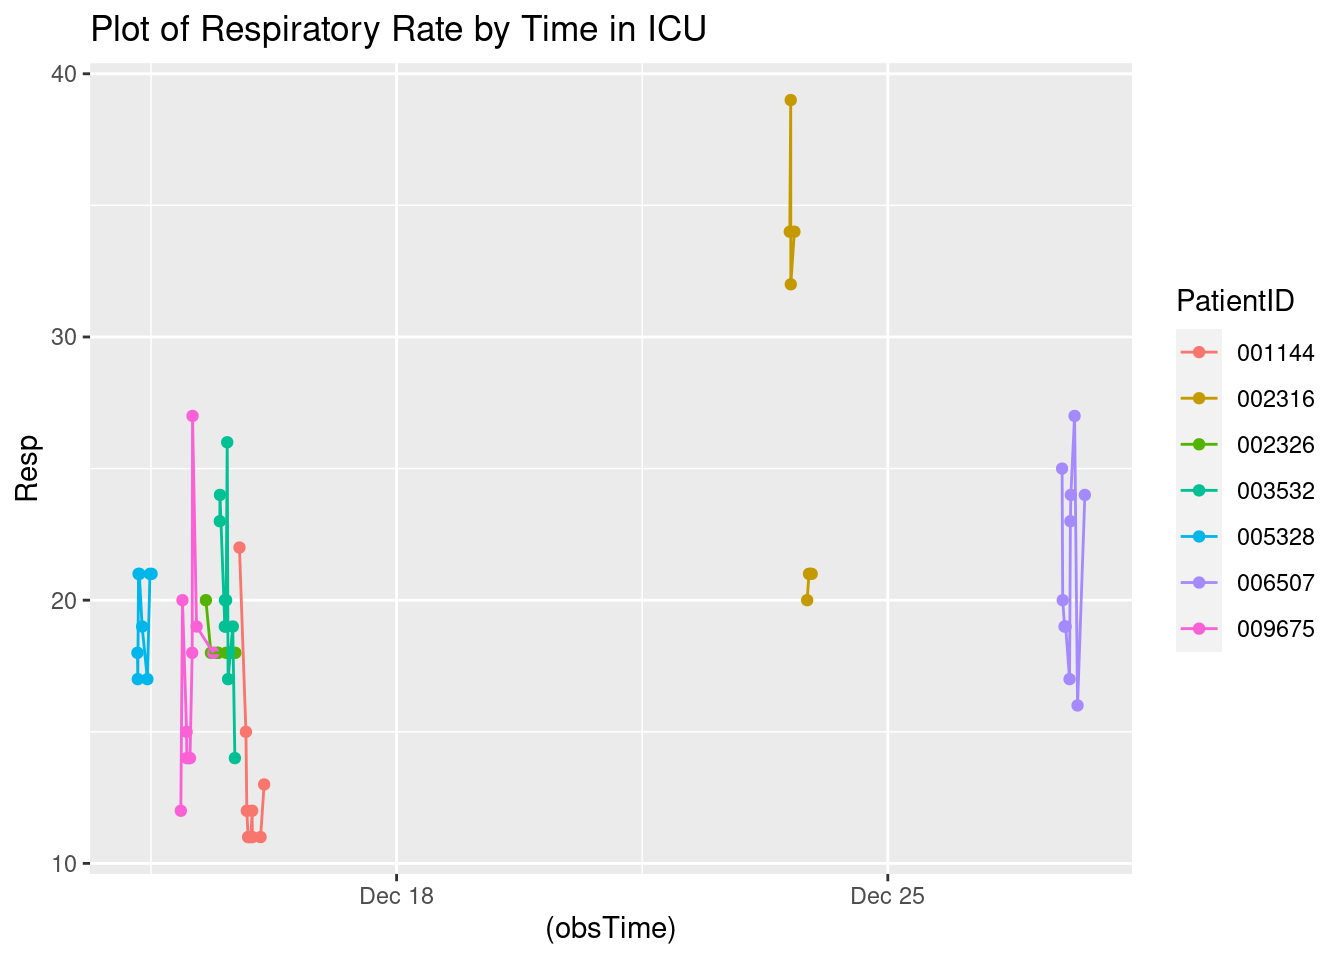 Plot of Respiratory Rate by Time in ICU
40
30
20
10
Resp
Dec 18
Dec 25
(obsTime)
PatientID
001144
002316
002326
003532
005328
006507
009675